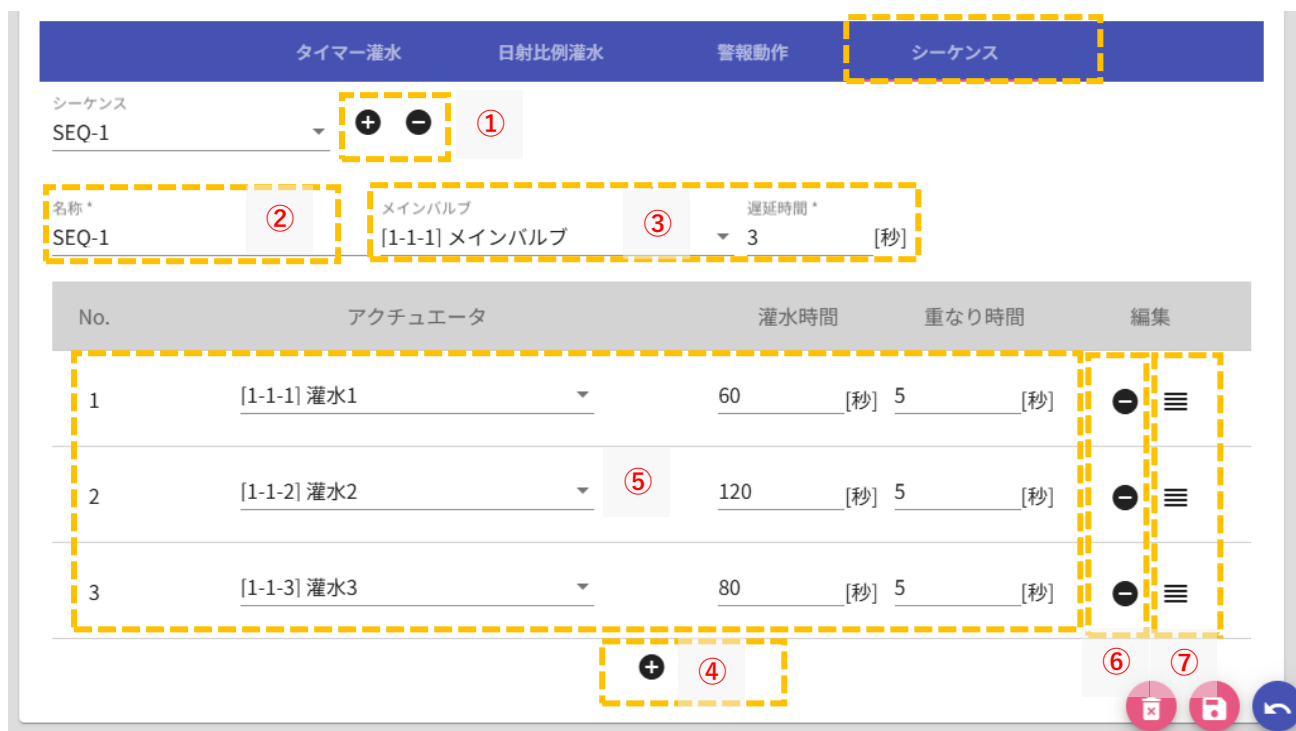 タイマー灌水 日射比例灌水 警報動作 シーケンス
シーケンス
SEQ-1 ①
名称 * ② メインバルブ ③ 遅延時間 *
SEQ-1 [1-1-1] メインバルブ 3 [秒]
No. アクチュエータ 灌水時間 重なり時間 編集
1 [1-1-1] 灌水1 60 [秒] 5 [秒]
2 [1-1-2] 灌水2 ⑤ 120 [秒] 5 [秒]
3 [1-1-3] 灌水3 80 [秒] 5 [秒]
④ ⑥ ⑦